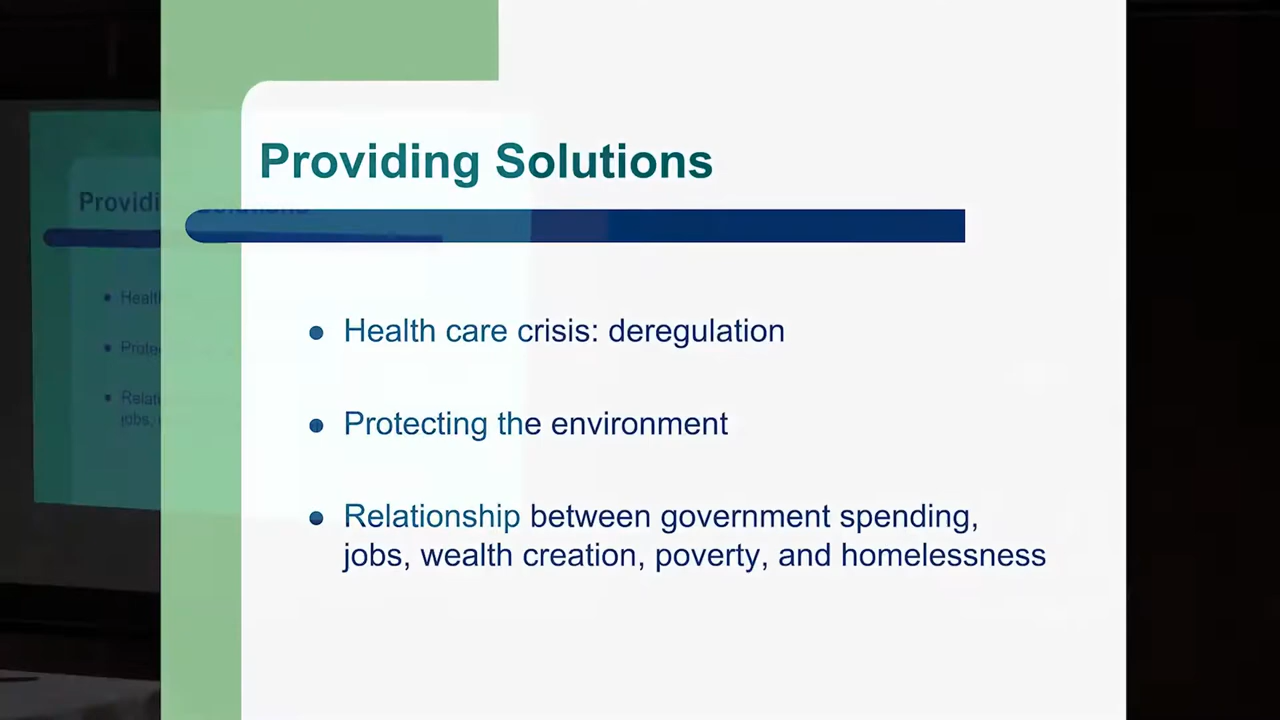 Providing Solutions
Health care crisis: deregulation
Protecting the environment
Relationship between government spending,
jobs, wealth creation, poverty, and homelessness